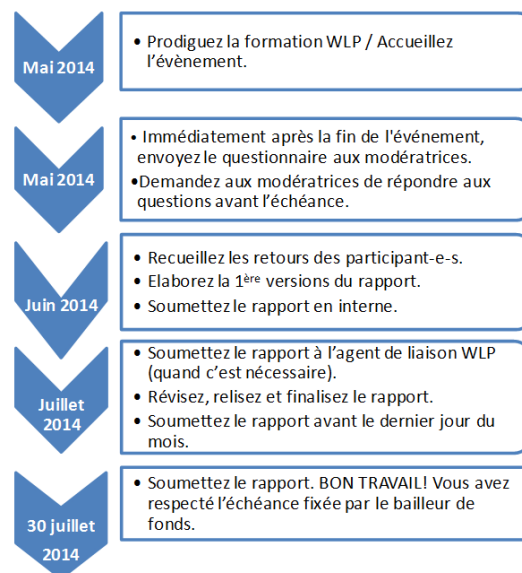 Mai 2014
• Prodiguez la formation WLP / Accueillez
l’évènement.
Mai 2014
• Immédiatement après la fin de l'événement,
envoyez le questionnaire aux modératrices.
•Demandez aux modératrices de répondre aux
questions avant l’échéance.
Juin 2014
• Recueillez les retours des participant-e-s.
• Elaborez la 1ère versions du rapport.
• Soumettez le rapport en interne.
Juillet
2014
• Soumettez le rapport à l’agent de liaison WLP
(quand c’est nécessaire).
• Révisez, relisez et finalisez le rapport.
• Soumettez le rapport avant le dernier jour du
mois.
30 juillet
2014
• Soumettez le rapport. BON TRAVAIL! Vous avez
respecté l’échéance fixée par le bailleur de
fonds.